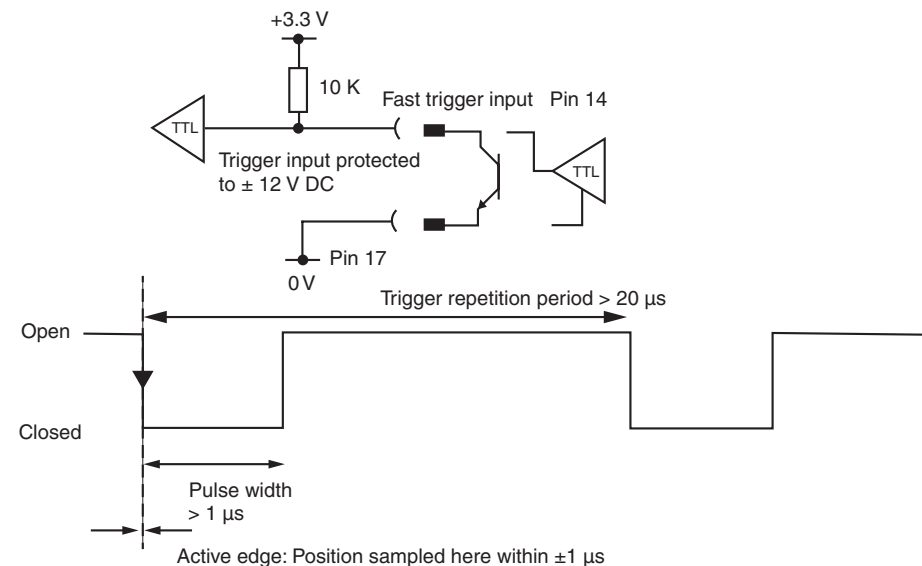 +3.3 V
10 K
Fast trigger input Pin 14
TTL
TTL
Trigger input protected
to ± 12 V DC
Pin 17
0 V
Trigger repetition period > 20 µs
Open
Closed
Pulse width
> 1 µs
Active edge: Position sampled here within ±1 µs